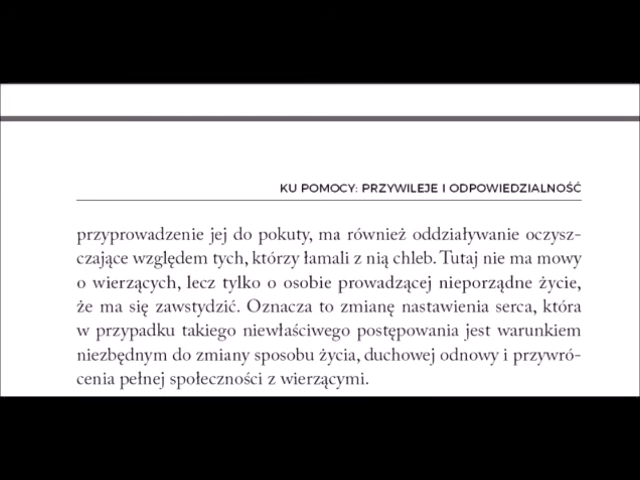 KU POMOCY: PRZYWILEJE I ODPOWIEDZIALNOŚĆ
przyprowadzenie jej do pokuty, ma również oddziaływanie oczysz-
czające względem tych, którzy łamali z nią chleb. Tutaj nie ma mowy
o wierzących, lecz tylko o osobie prowadzącej nieporządne życie,
że ma się zawstydzić. Oznacza to zmianę nastawienia serca, która
w przypadku takiego niewłaściwego postępowania jest warunkiem
niezbędnym do zmiany sposobu życia, duchowej odnowy i przywró-
cenia pełnej społeczności z wierzącymi.